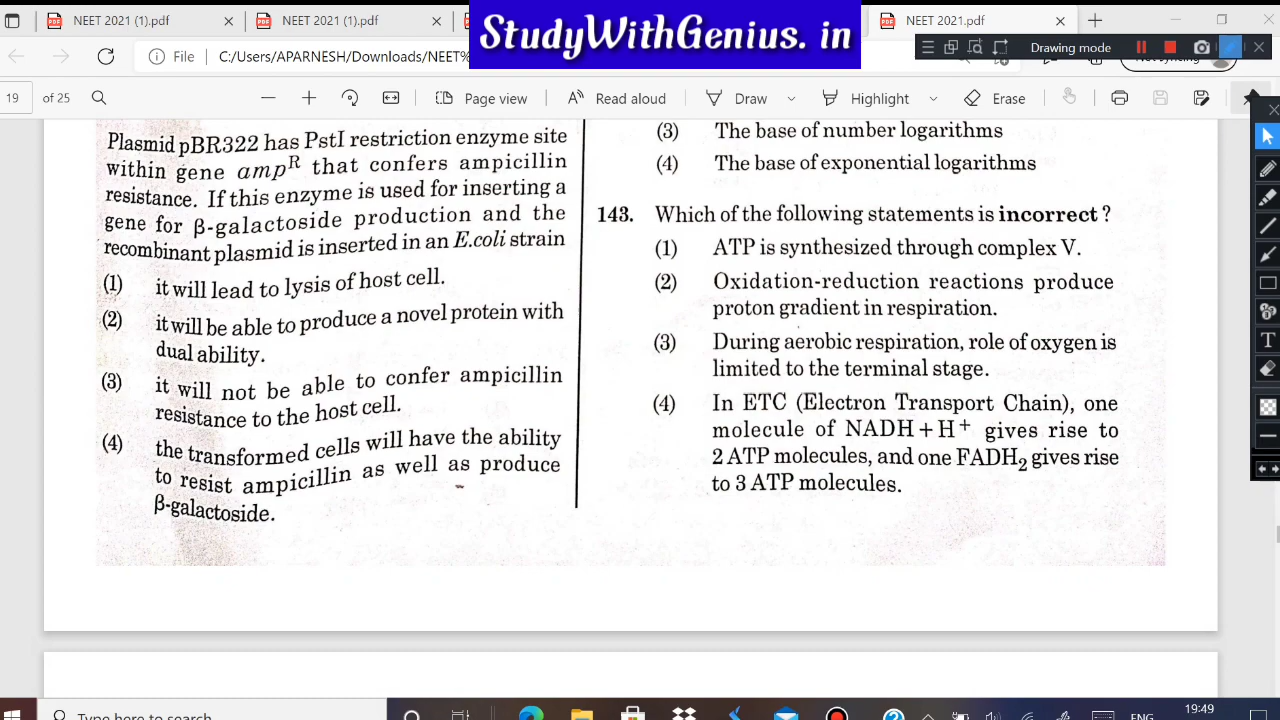 NEET 2021 (1).pdf
NEET 2021 (1).pdf
StudyWithGenius. in
NEET 2021.pdf
File
C:/Users/APARNESH/Downloads/NEET%
Drawing mode
19 of 25
Page view
Read aloud
Draw
Highlight
Erase
Plasmid pBR322 has PstI restriction enzyme site
within gene amp^R that confers ampicillin
resistance. If this enzyme is used for inserting a
gene for β-galactoside production and the
recombinant plasmid is inserted in an E.coli strain
(1) it will lead to lysis of host cell.
(2) it will be able to produce a novel protein with
dual ability.
(3) it will not be able to confer ampicillin
resistance to the host cell.
(4) the transformed cells will have the ability
to resist ampicillin as well as produce
β-galactoside.
(3) The base of number logarithms
(4) The base of exponential logarithms
143. Which of the following statements is incorrect ?
(1) ATP is synthesized through complex V.
(2) Oxidation-reduction reactions produce
proton gradient in respiration.
(3) During aerobic respiration, role of oxygen is
limited to the terminal stage.
(4) In ETC (Electron Transport Chain), one
molecule of NADH+H⁺ gives rise to
2 ATP molecules, and one FADH₂ gives rise
to 3 ATP molecules.
Type here to search
ENG
19:49